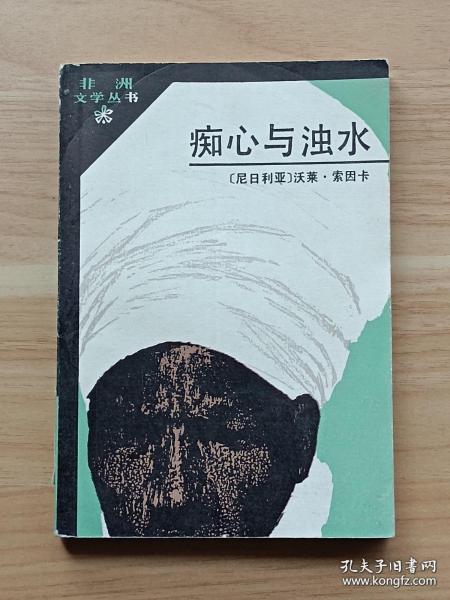 非洲
文学丛书
痴心与浊水
〔尼日利亚〕沃莱·索因卡
孔夫子旧书网
www.kongfz.com